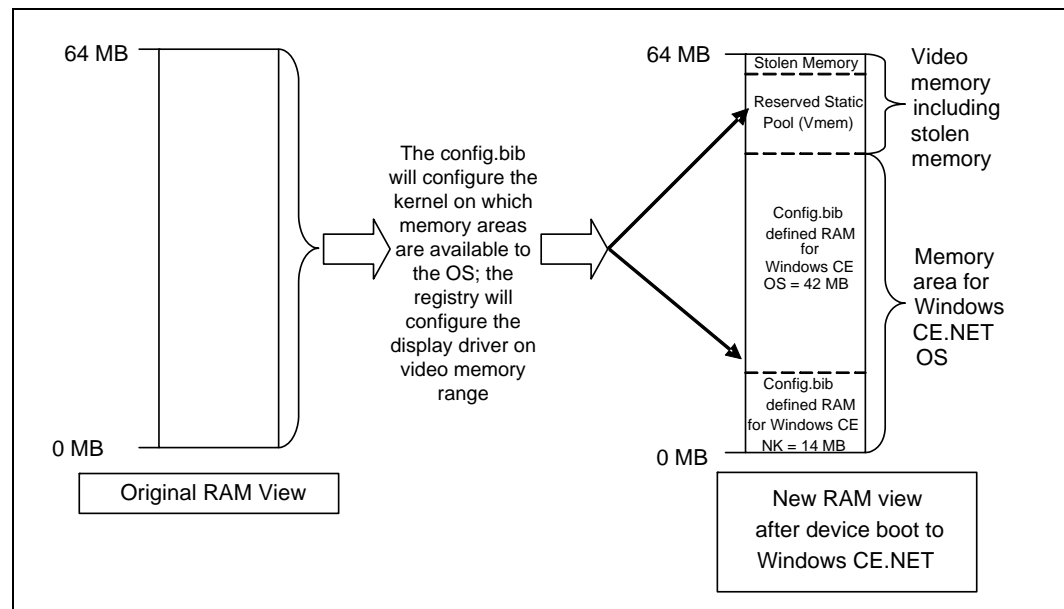 64 MB
0 MB
Original RAM View
The config.bib
will configure the
kernel on which
memory areas
are available to
the OS; the
registry will
configure the
display driver on
video memory
range
64 MB
Stolen Memory
Reserved Static
Pool (Vmem)
Config.bib
defined RAM
for
Windows CE
OS = 42 MB
Config.bib
defined RAM
for Windows CE
NK = 14 MB
0 MB
Video
memory
including
stolen
memory
Memory
area for
Windows
CE.NET
OS
New RAM view
after device boot to
Windows CE.NET